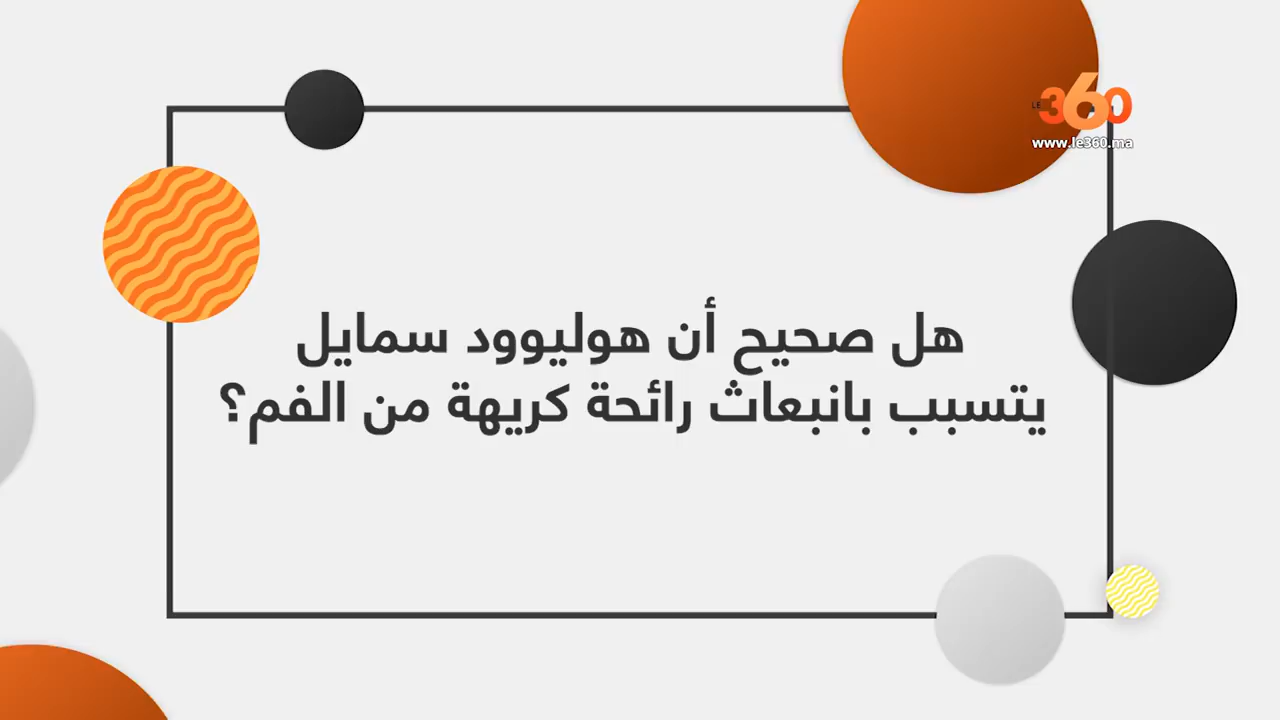 LE 360
www.le360.ma
هل صحيح أن هوليوود سمايل
يتسبب بانبعاث رائحة كريهة من الفم؟